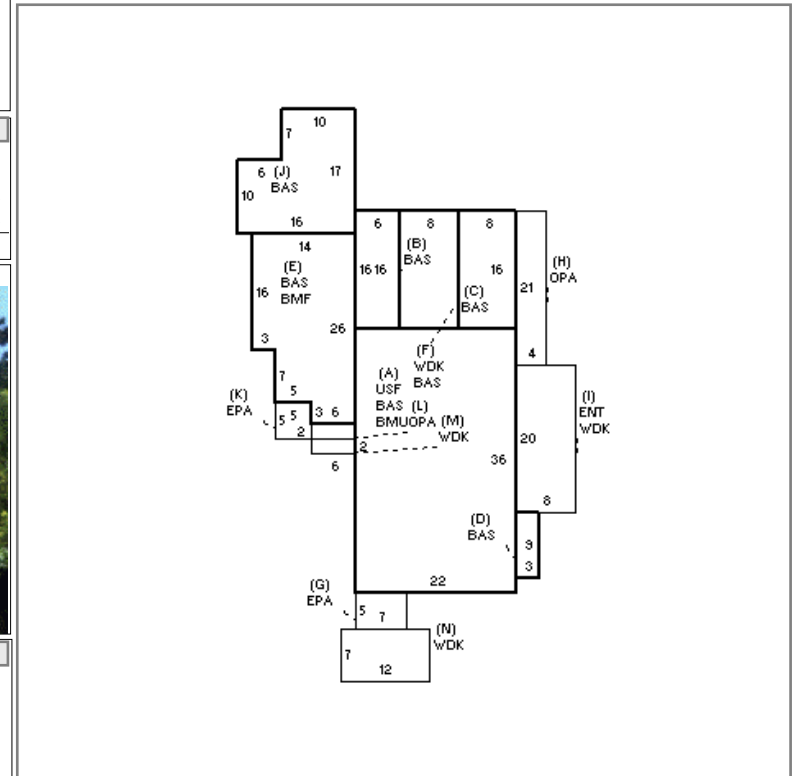 10
7
6 (J) 17
BAS
10
16
6 8 8
14
(B)
BAS
(E)
BAS
BMF
16 16 16
(H)
OPA
16
21
(C)
BAS
26
3
(F)
WDK
BAS
4
(A)
USF
BAS (L)
BMUOPA (M)
WDK
7
5
(K)
EPA
5 5 3 6
2
2
6
(I)
ENT
WDK
20
36
8
(D)
BAS
9
3
22
(G)
EPA
5
7
(N)
WDK
7
12